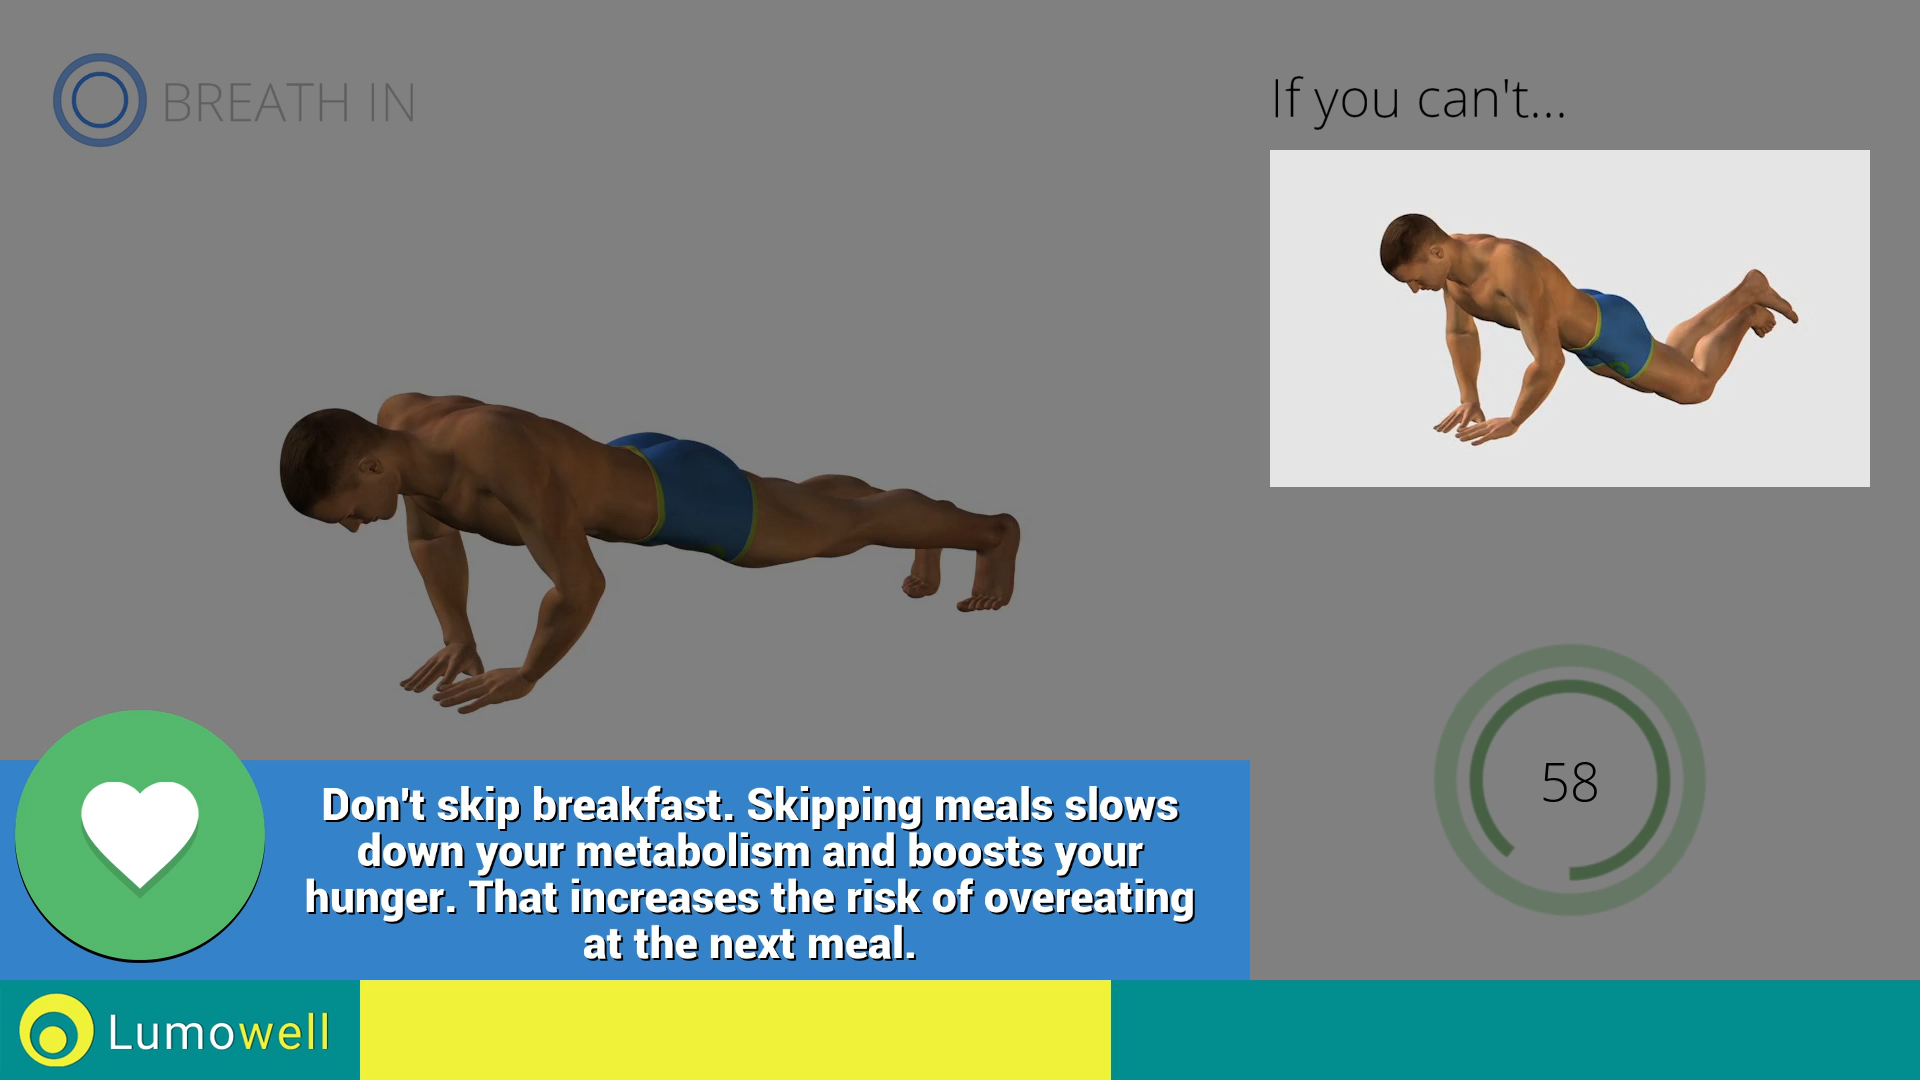 BREATH IN
If you can't...
58
Don't skip breakfast. Skipping meals slows
down your metabolism and boosts your
hunger. That increases the risk of overeating
at the next meal.
Lumowell